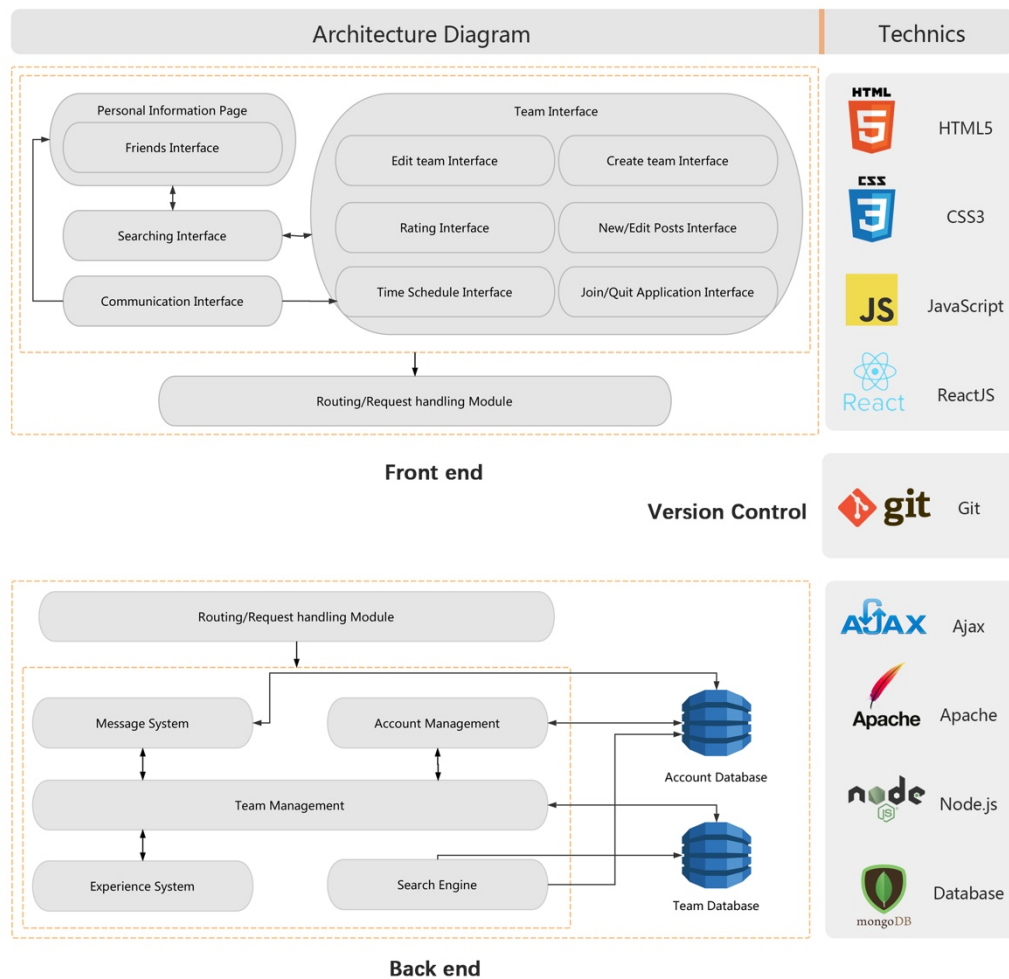 Architecture Diagram
Technics
Personal Information Page
Friends Interface
Searching Interface
Communication Interface
Team Interface
Edit team Interface
Create team Interface
Rating Interface
New/Edit Posts Interface
Time Schedule Interface
Join/Quit Application Interface
Routing/Request handling Module
Front end
HTML
5
HTML5
CSS
3
CSS3
JS
JavaScript
React
ReactJS
Version Control
git
Git
Routing/Request handling Module
Message System
Account Management
Team Management
Experience System
Search Engine
Account Database
Team Database
Back end
AJAX
Ajax
Apache
Apache
node
JS
Node.js
mongoDB
Database